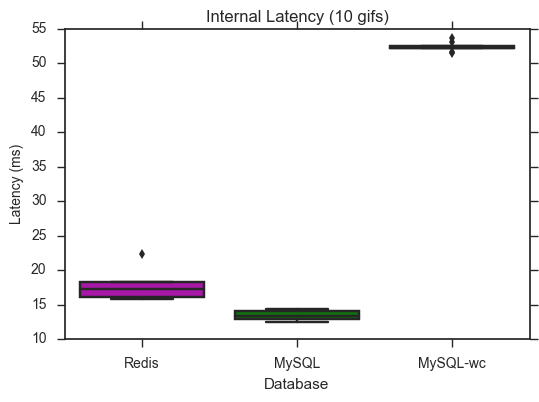 Internal Latency (10 gifs)
55
50
45
40
35
30
25
20
15
10
Latency (ms)
Redis
MySQL
MySQL-wc
Database